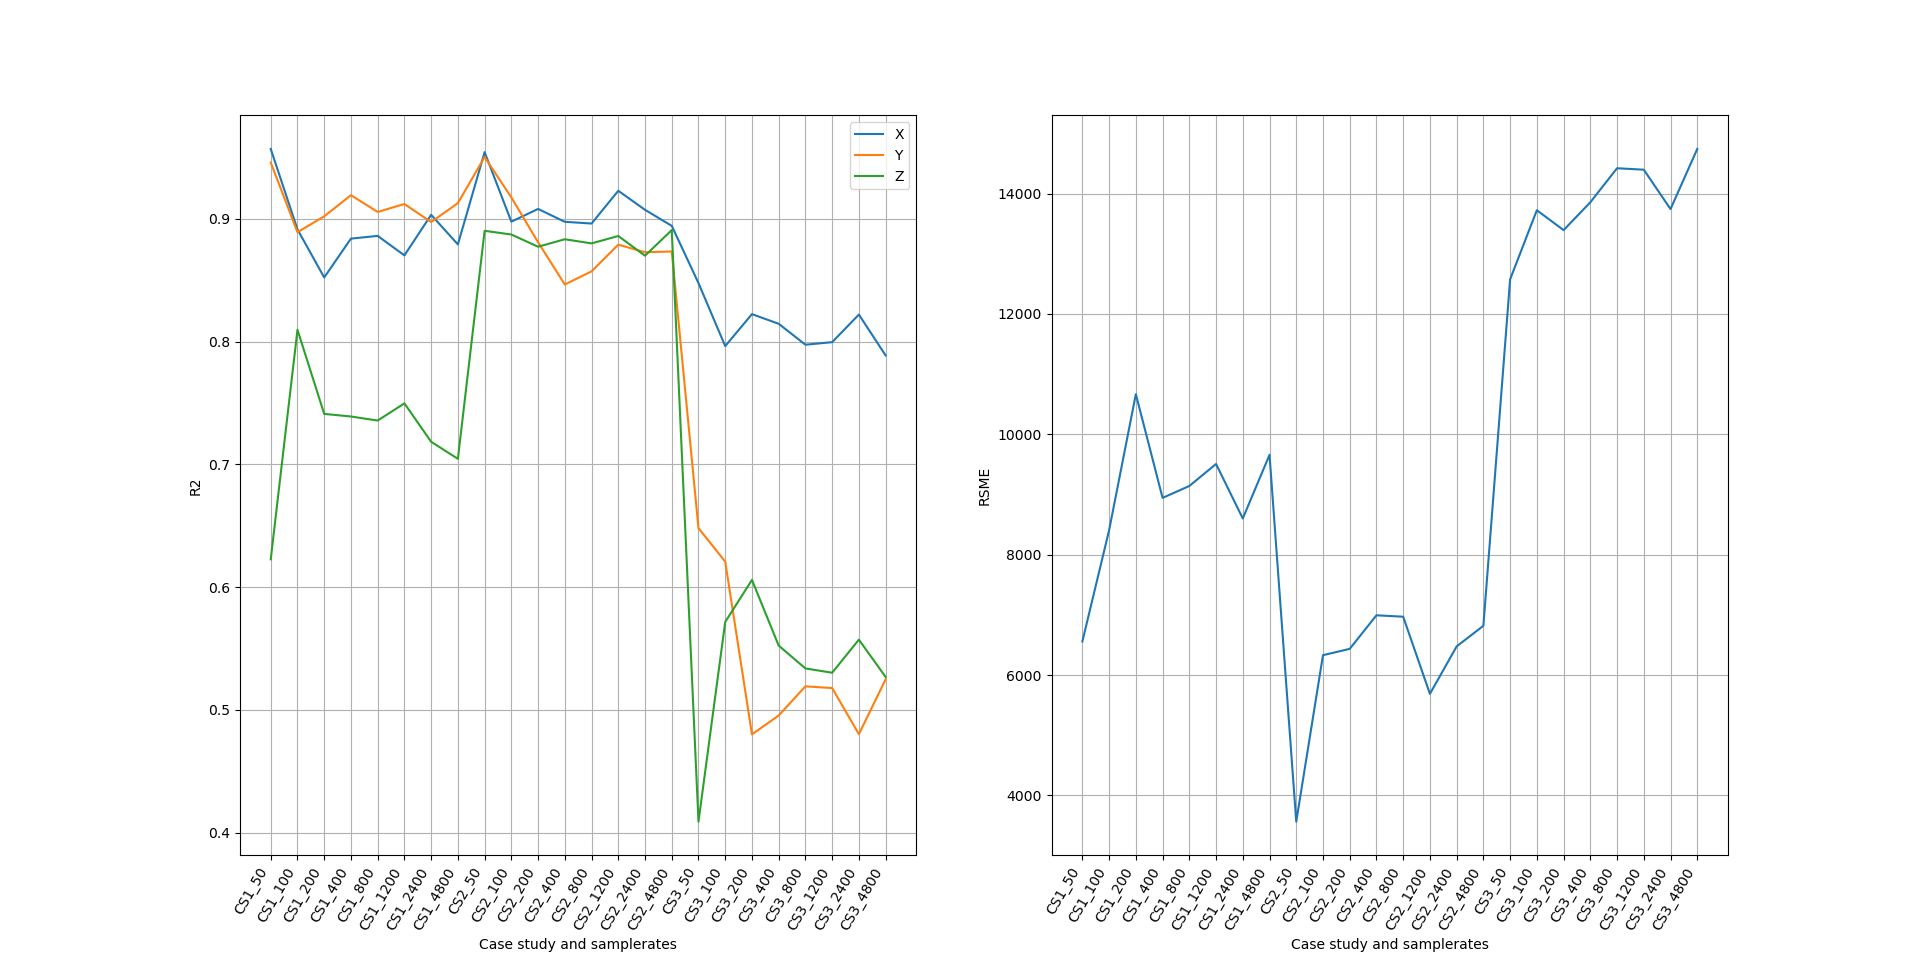 X
Y
Z
0.9
0.8
0.7
0.6
0.5
0.4
R2
CS1_50
CS1_100
CS1_200
CS1_400
CS1_800
CS1_1200
CS1_2400
CS1_4800
CS2_50
CS2_100
CS2_200
CS2_400
CS2_800
CS2_1200
CS2_2400
CS2_4800
CS3_50
CS3_100
CS3_200
CS3_400
CS3_800
CS3_1200
CS3_2400
CS3_4800
Case study and samplerates
14000
12000
10000
8000
6000
4000
RSME
CS1_50
CS1_100
CS1_200
CS1_400
CS1_800
CS1_1200
CS1_2400
CS1_4800
CS2_50
CS2_100
CS2_200
CS2_400
CS2_800
CS2_1200
CS2_2400
CS2_4800
CS3_50
CS3_100
CS3_200
CS3_400
CS3_800
CS3_1200
CS3_2400
CS3_4800
Case study and samplerates